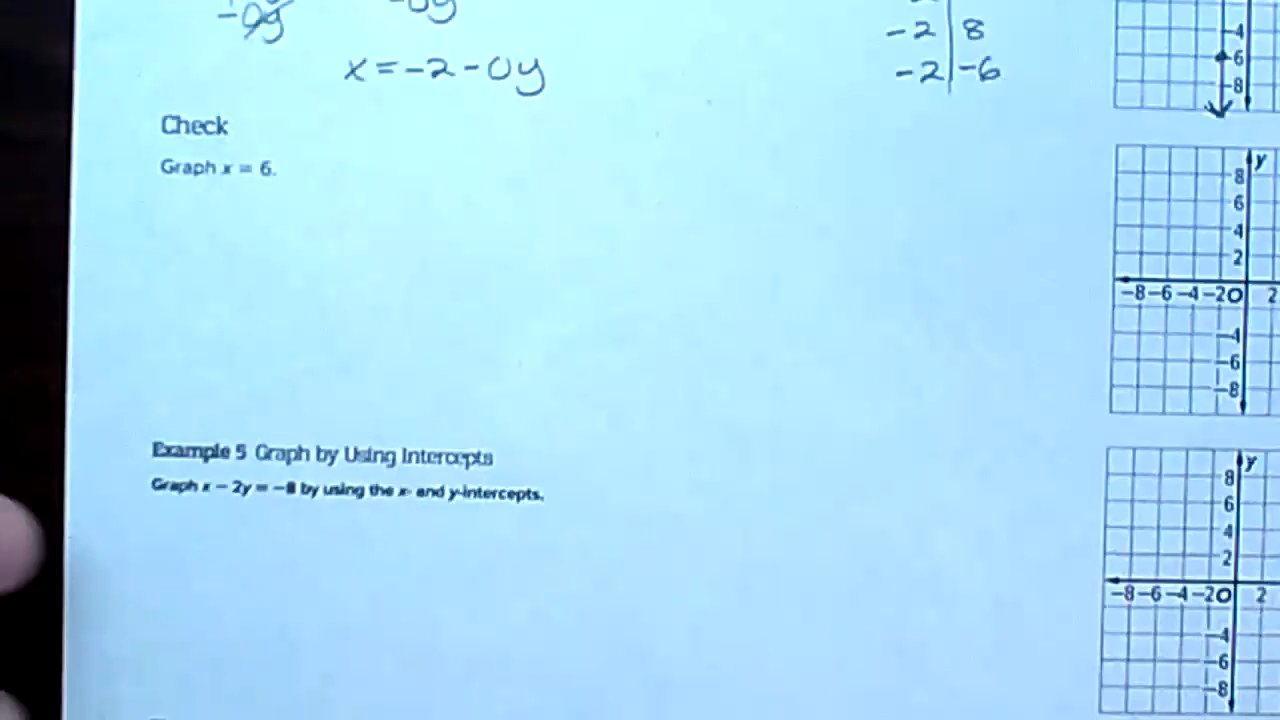 -0y -0y
-2 8
x = -2 - 0y
-2 -6
-4
-6
-8
Check
Graph x = 6.
y
8
6
4
2
-8 -6 -4 -2 O 2
-4
-6
-8
Example 5 Graph by Using Intercepts
Graph x - 2y = -8 by using the x- and y-intercepts.
y
8
6
4
2
-8 -6 -4 -2 O 2
-4
-6
-8